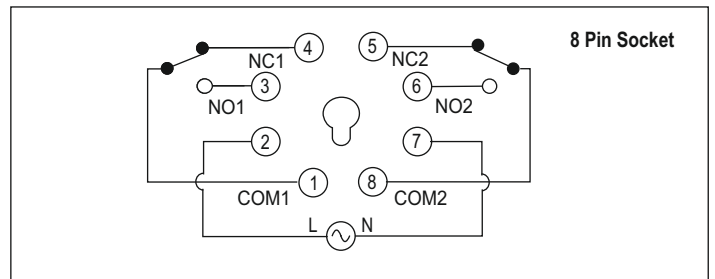 8 Pin Socket
4 5
NC1 NC2
3 6
NO1 NO2
2 7
1 8
COM1 COM2
L N